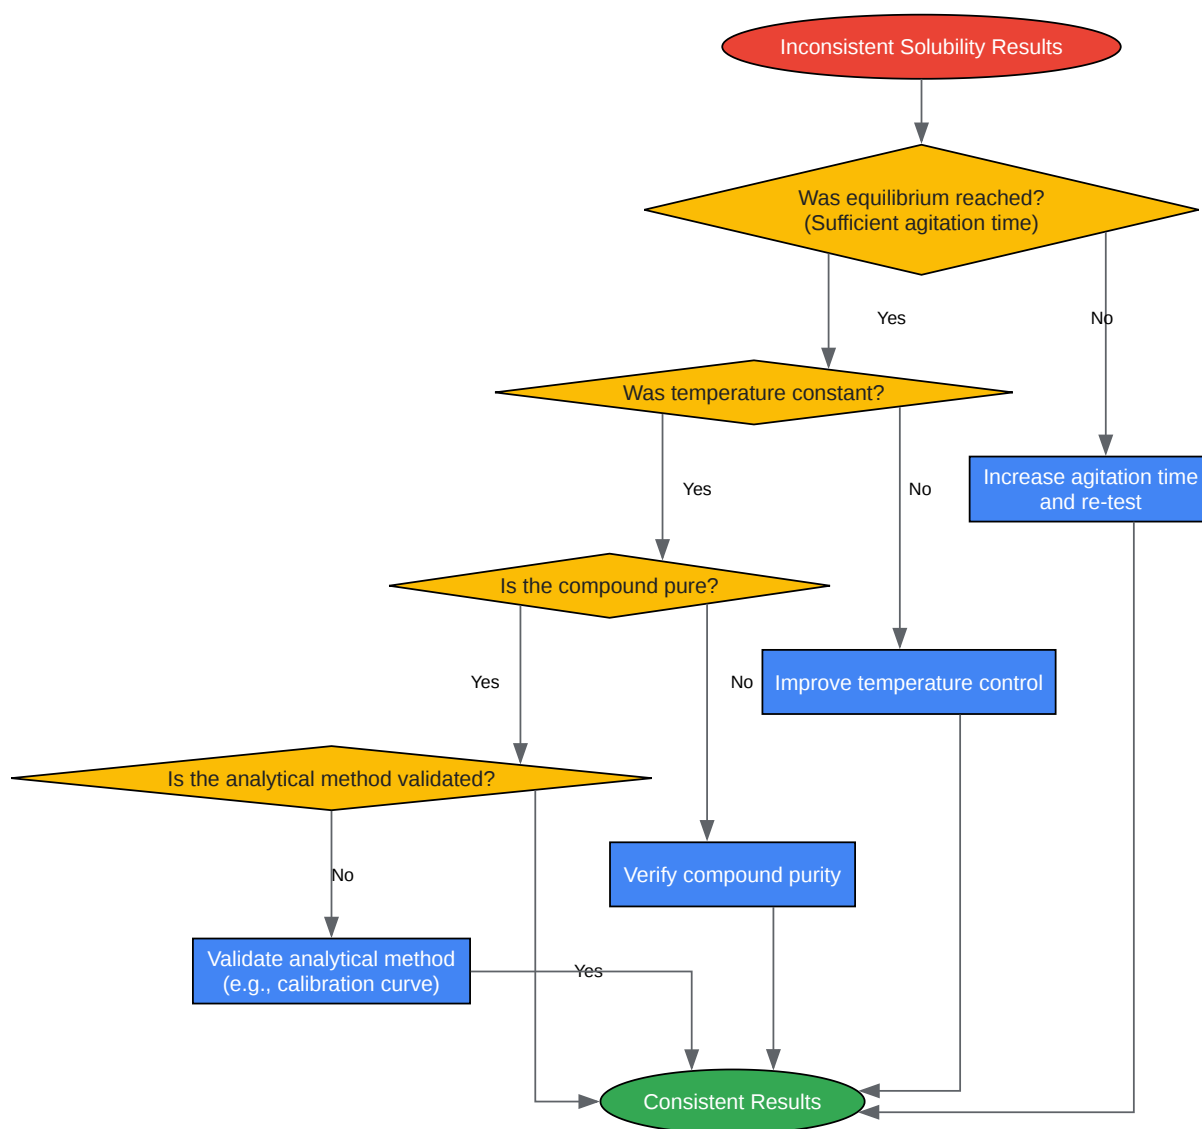 Inconsistent Solubility Results
Was equilibrium reached?
(Sufficient agitation time)
Yes
No
Was temperature constant?
Increase agitation time
and re-test
Yes
No
Is the compound pure?
Yes
No
Improve temperature control
Is the analytical method validated?
No
Verify compound purity
Validate analytical method
(e.g., calibration curve)
Yes
Consistent Results